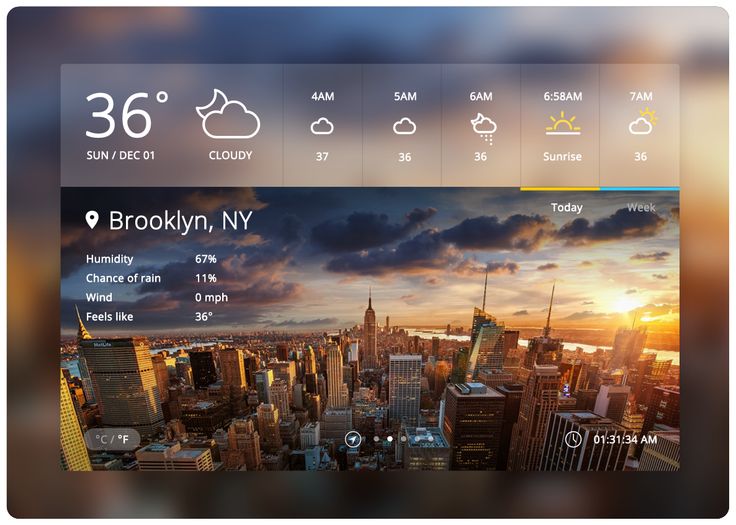 36°
SUN / DEC 01
CLOUDY
4AM
37
5AM
36
6AM
36
6:58AM
Sunrise
7AM
36
Today
Week
Brooklyn, NY
Humidity 67%
Chance of rain 11%
Wind 0 mph
Feels like 36°
MetLife
°C / °F
01:31:34 AM